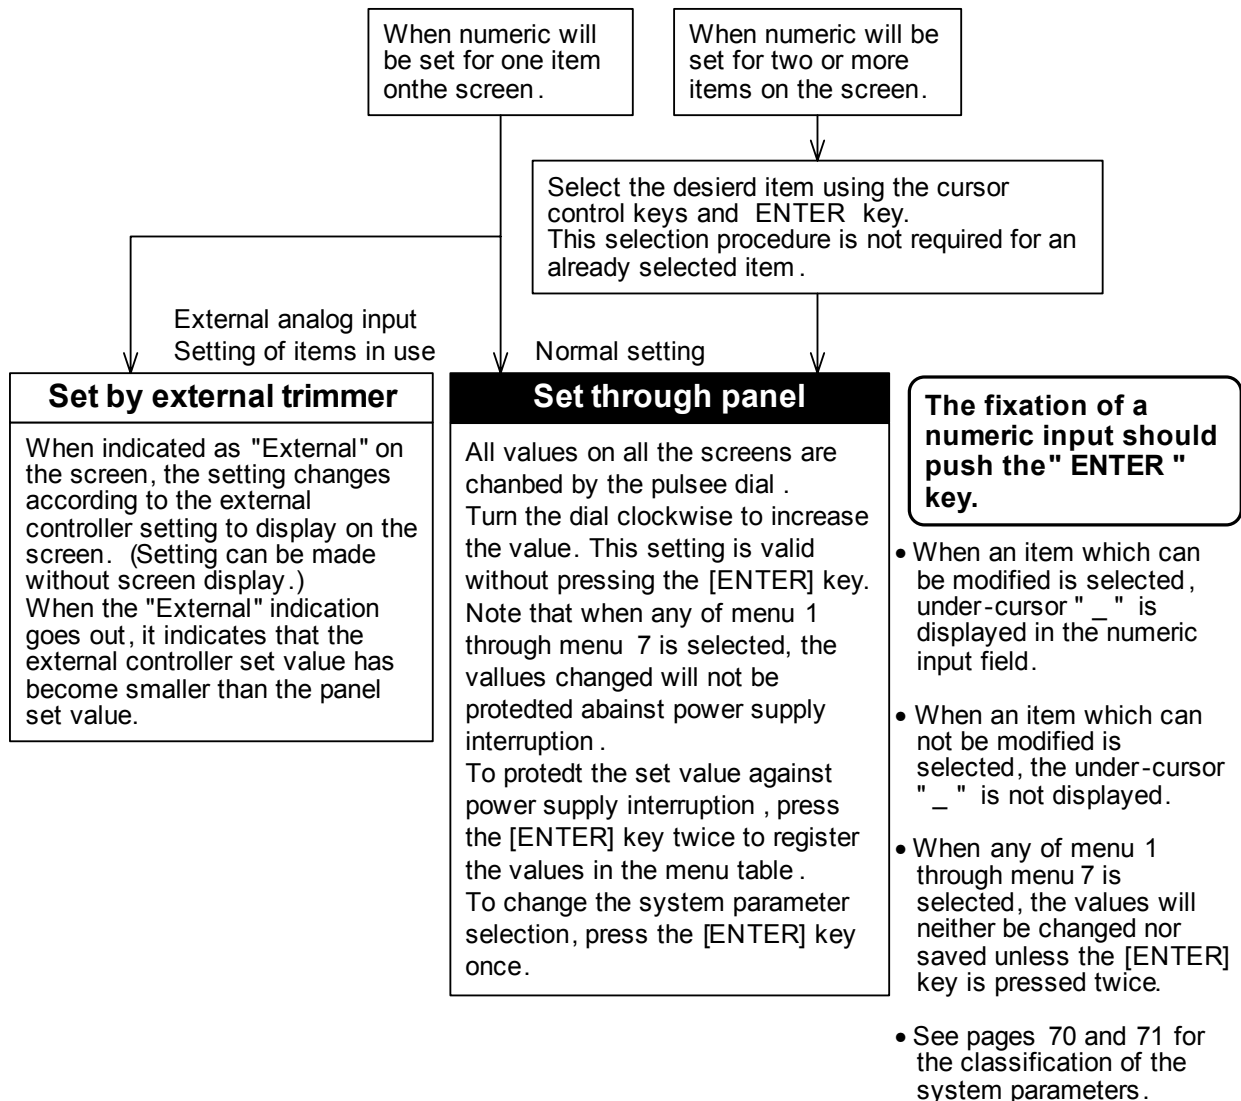 When numeric will
be set for one item
onthe screen.
When numeric will be
set for two or more
items on the screen.
Select the desierd item using the cursor
control keys and ENTER key.
This selection procedure is not required for an
already selected item.
External analog input
Setting of items in use
Normal setting
Set by external trimmer
When indicated as "External" on
the screen, the setting changes
according to the external
controller setting to display on the
screen. (Setting can be made
without screen display.)
When the "External" indication
goes out, it indicates that the
external controller set value has
become smaller than the panel
set value.
Set through panel
All values on all the screens are
chanbed by the pulsee dial.
Turn the dial clockwise to increase
the value. This setting is valid
without pressing the [ENTER] key.
Note that when any of menu 1
through menu 7 is selected, the
vallues changed will not be
protedted abainst power supply
interruption.
To protedt the set value against
power supply interruption, press
the [ENTER] key twice to register
the values in the menu table.
To change the system parameter
selection, press the [ENTER] key
once.
The fixation of a
numeric input should
push the" ENTER "
key.
• When an item which can
be modified is selected,
under-cursor " _ " is
displayed in the numeric
input field.
• When an item which can
not be modified is
selected, the under-cursor
" _ " is not displayed.
• When any of menu 1
through menu 7 is
selected, the values will
neither be changed nor
saved unless the [ENTER]
key is pressed twice.
• See pages 70 and 71 for
the classification of the
system parameters.